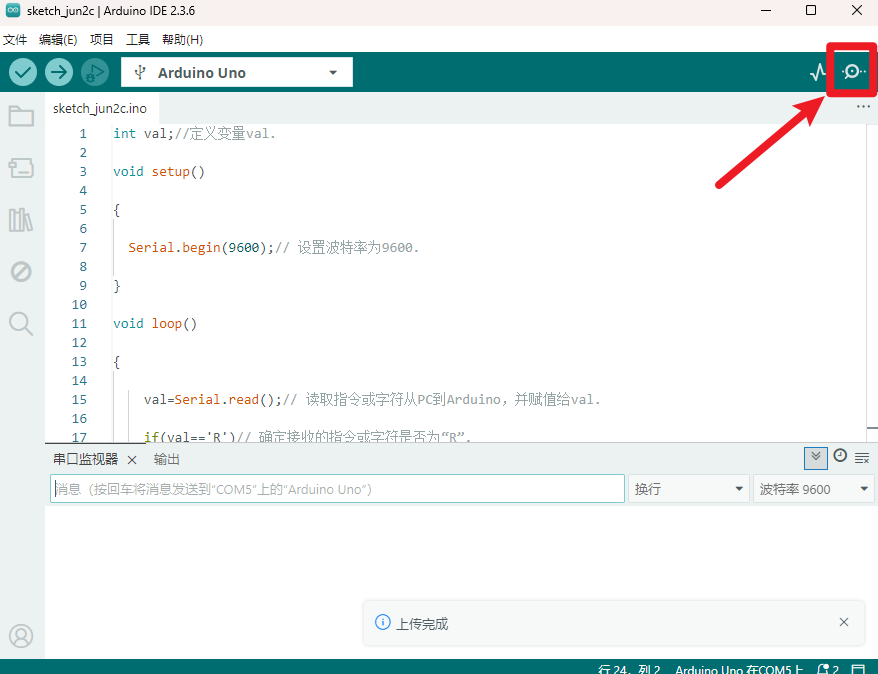 sketch_jun2c | Arduino IDE 2.3.6
文件 编辑(E) 项目 工具 帮助(H)
Arduino Uno
sketch_jun2c.ino
1 int val;//定义变量val.
2
3 void setup()
4
5 {
6
7 Serial.begin(9600);// 设置波特率为9600.
8
9 }
10
11 void loop()
12
13 {
14
15 val=Serial.read();// 读取指令或字符从PC到Arduino，并赋值给val.
16
17 if(val=='R')// 确定接收的指令或字符是否为“R”.
串口监视器 × 输出
消息（按回车将消息发送到“COM5”上的“Arduino Uno”） 换行 波特率 9600
上传完成
行 24，列 2 Arduino Uno 在COM5上 2